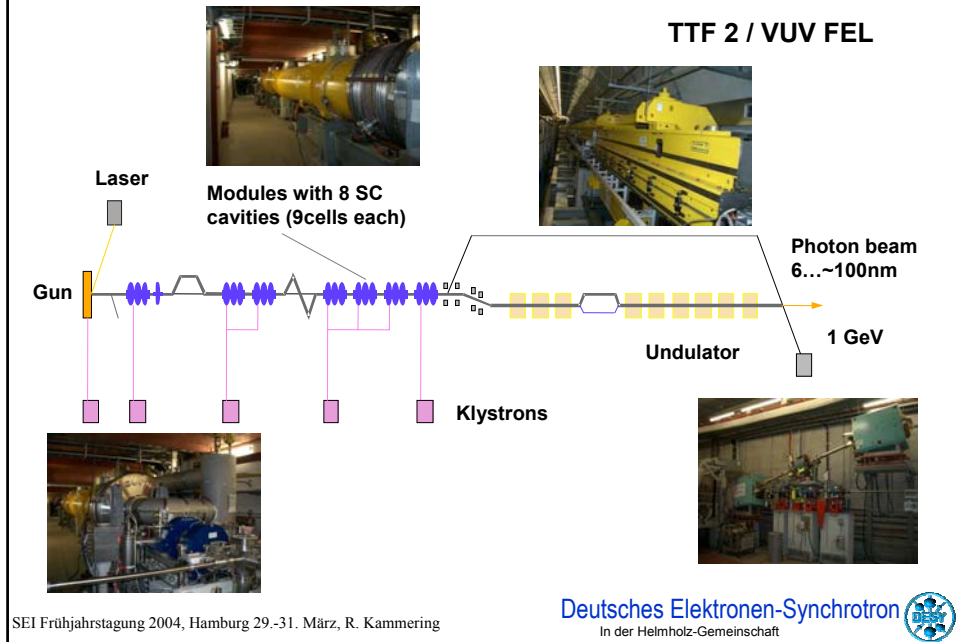 TTF 2 / VUV FEL
Laser
Modules with 8 SC
cavities (9cells each)
Photon beam
6...~100nm
Gun
1 GeV
Undulator
Klystrons
SEI Frühjahrstagung 2004, Hamburg 29.-31. März, R. Kammering
Deutsches Elektronen-Synchrotron
In der Helmholz-Gemeinschaft
DESY